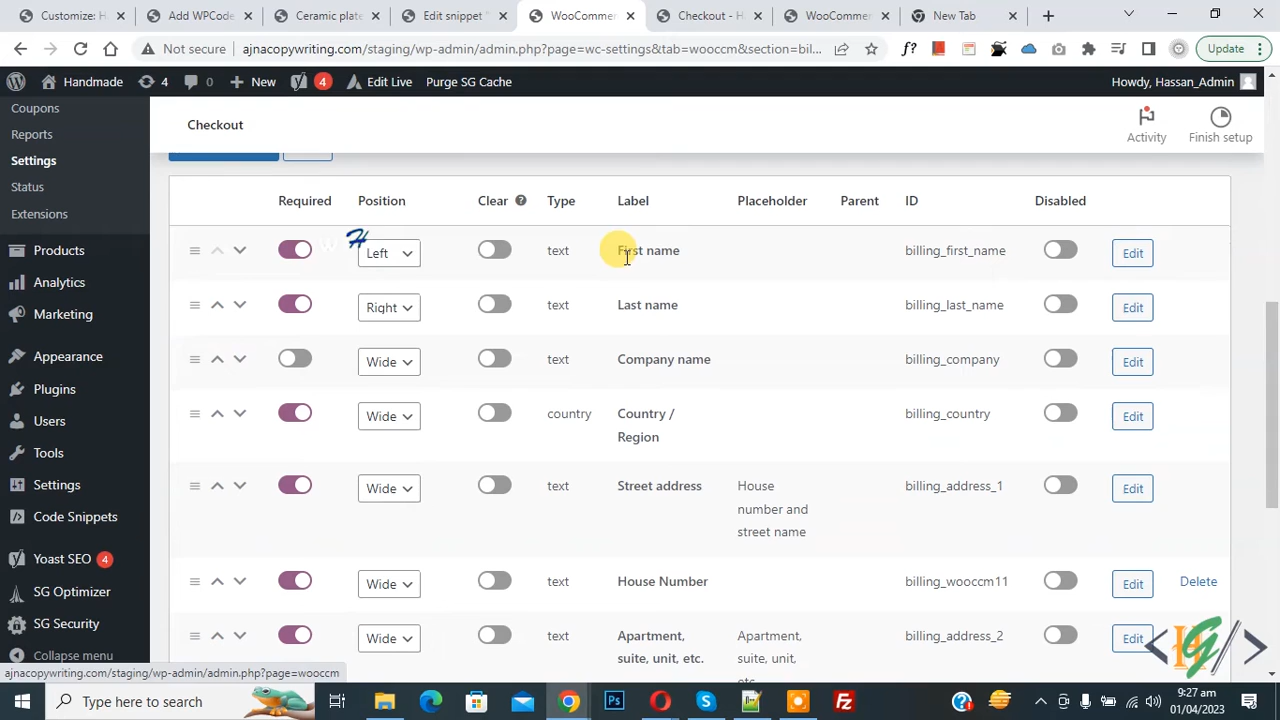 Customize: H
Add WPCode
Ceramic plate
Edit snippet "
WooCommer
Checkout - H
WooCommer
New Tab
Not secure
ajnacopywriting.com/staging/wp-admin/admin.php?page=wc-settings&tab=wooccm&section=bil...
Update
Handmade
4
0
New
4
Edit Live
Purge SG Cache
Howdy, Hassan_Admin
Coupons
Reports
Settings
Status
Extensions
Products
Analytics
Marketing
Appearance
Plugins
Users
Tools
Settings
Code Snippets
Yoast SEO 4
SG Optimizer
SG Security
Collapse menu
Checkout
Activity
Finish setup
Required Position Clear Type Label Placeholder Parent ID Disabled
Left text First name billing_first_name Edit
Right text Last name billing_last_name Edit
Wide text Company name billing_company Edit
Wide country Country / billing_country Edit
Region
Wide text Street address House billing_address_1 Edit
number and
street name
Wide text House Number billing_wooccm11 Edit Delete
Wide text Apartment, Apartment, billing_address_2 Edit
suite, unit, etc. suite, unit,
etc.
ajnacopywriting.com/staging/wp-admin/admin.php?page=wooccm
Type here to search
9:27 am
01/04/2023